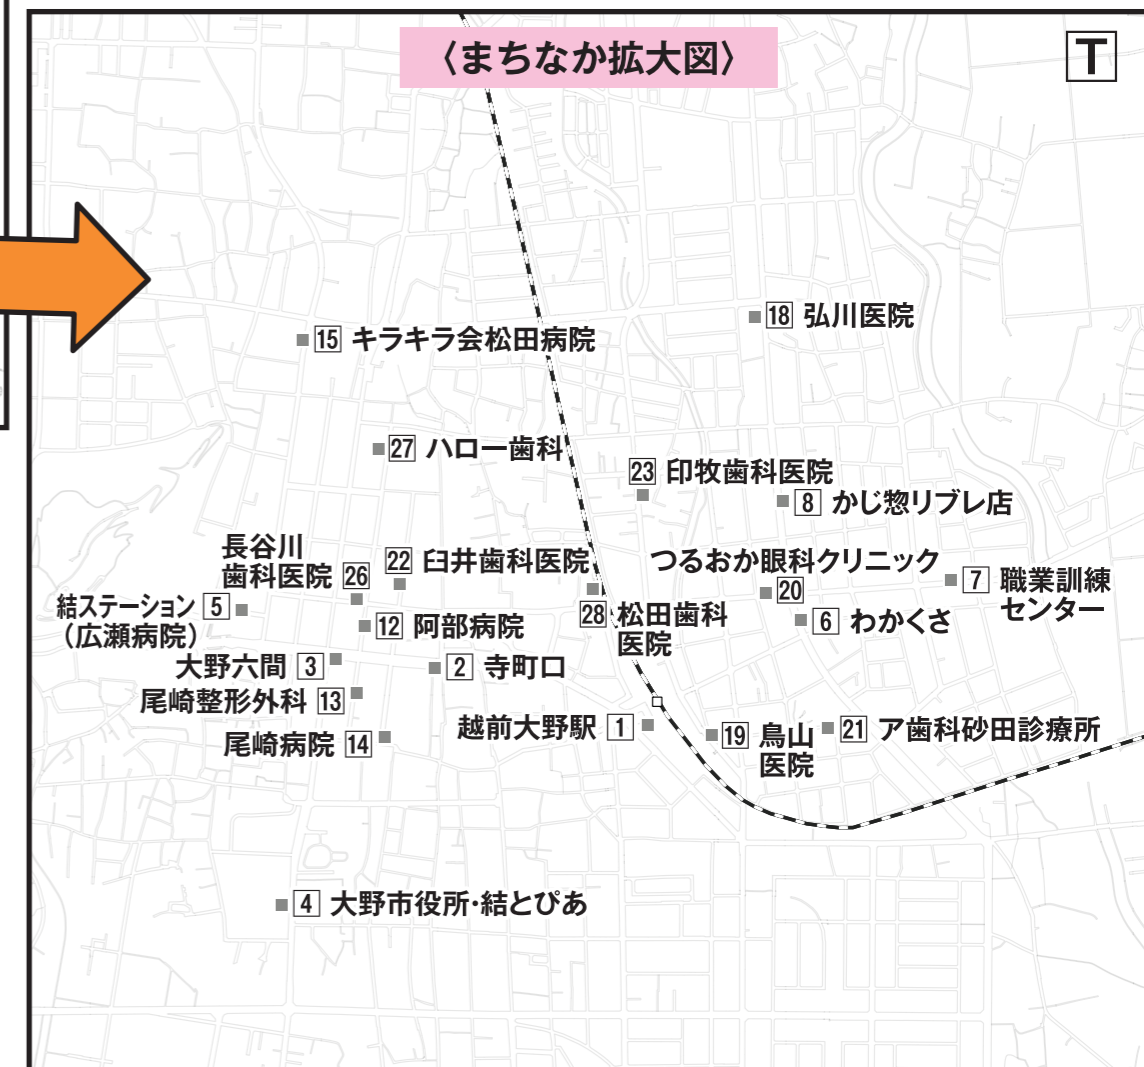 〈まちなか拡大図〉
T
18 弘川医院
15 キラキラ会松田病院
27 ハロー歯科
23 印牧歯科医院
8 かじ惣リブレ店
長谷川
歯科医院 26
22 臼井歯科医院
つるおか眼科クリニック
20
7 職業訓練
センター
結ステーション 5
（広瀬病院）
12 阿部病院
28 松田歯科
医院
6 わかくさ
大野六間 3
2 寺町口
尾崎整形外科 13
越前大野駅 1
19 鳥山
医院
21 ア歯科砂田診療所
尾崎病院 14
4 大野市役所・結とぴあ